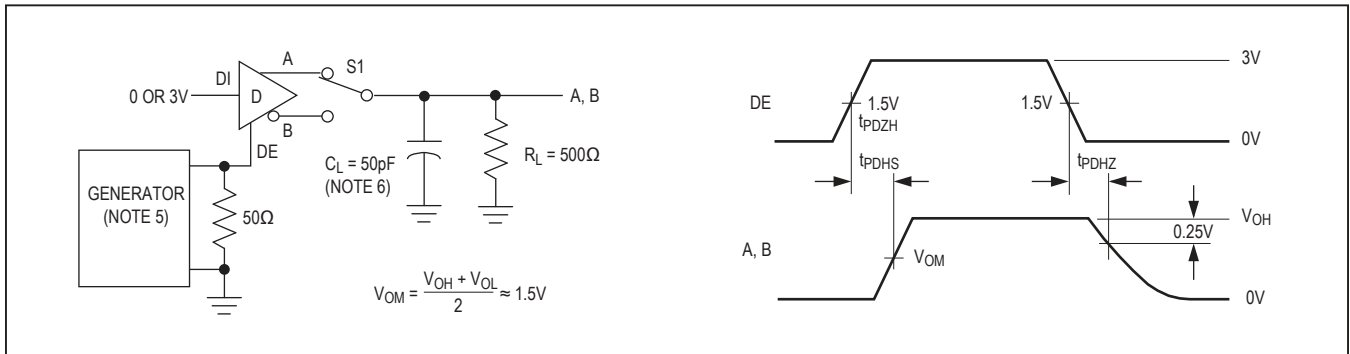 A
S1
DI
0 OR 3V
D
A, B
B
DE
GENERATOR
(NOTE 5)
50Ω
C_L = 50pF
(NOTE 6)
R_L = 500Ω
V_OM = V_OH + V_OL / 2 ≈ 1.5V
3V
DE
1.5V
1.5V
t_PDZH
0V
t_PDHS
t_PDHZ
V_OH
0.25V
A, B
V_OM
0V